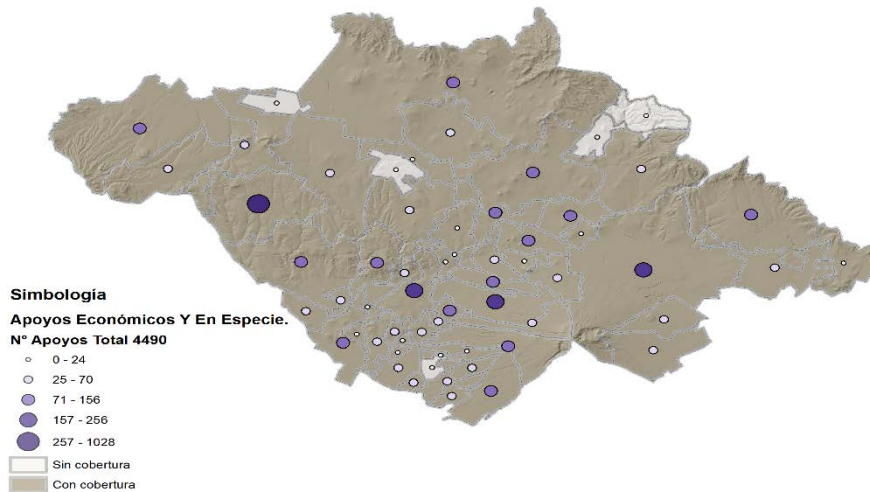 Simbología
Apoyos Económicos Y En Especie.
N° Apoyos Total 4490
0 - 24
25 - 70
71 - 156
157 - 256
257 - 1028
Sin cobertura
Con cobertura